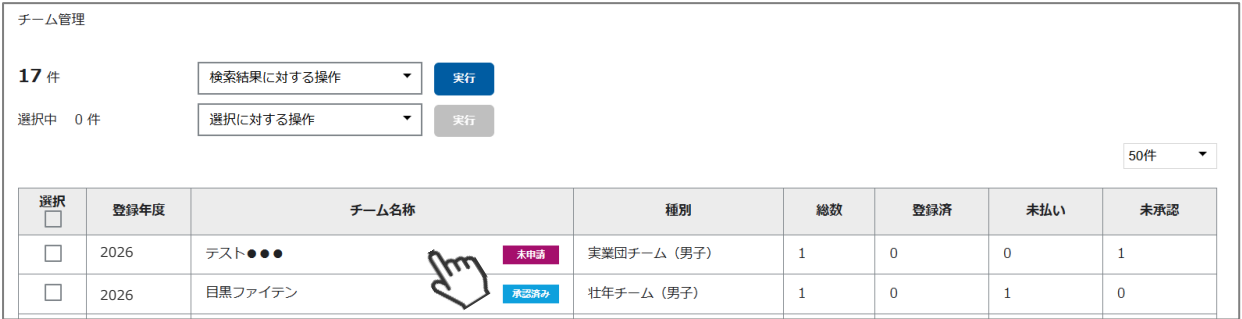 チーム管理
17 件 検索結果に対する操作 実行
選択中 0 件 選択に対する操作 実行
50件
選択 登録年度 チーム名称 種別 総数 登録済 未払い 未承認
2026 テスト●●● 未申請 実業団チーム（男子） 1 0 0 1
2026 目黒ファイテン 承認済み 壮年チーム（男子） 1 0 1 0